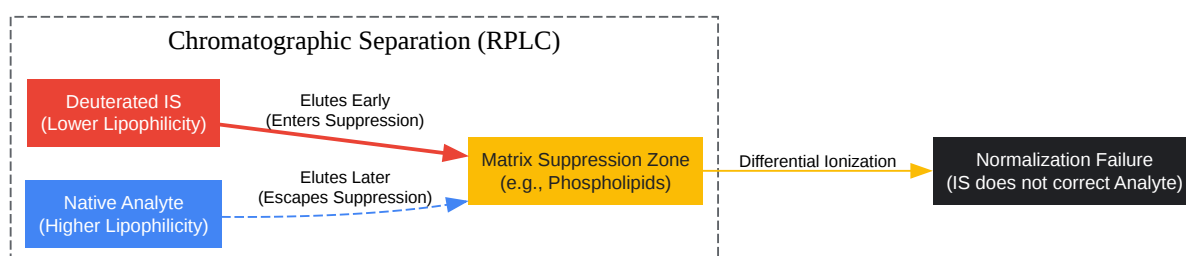 Chromatographic Separation (RPLC)
Deuterated IS
(Lower Lipophilicity)
Elutes Early
(Enters Suppression)
Native Analyte
(Higher Lipophilicity)
Elutes Later
(Escapes Suppression)
Matrix Suppression Zone
(e.g., Phospholipids)
Differential Ionization
Normalization Failure
(IS does not correct Analyte)